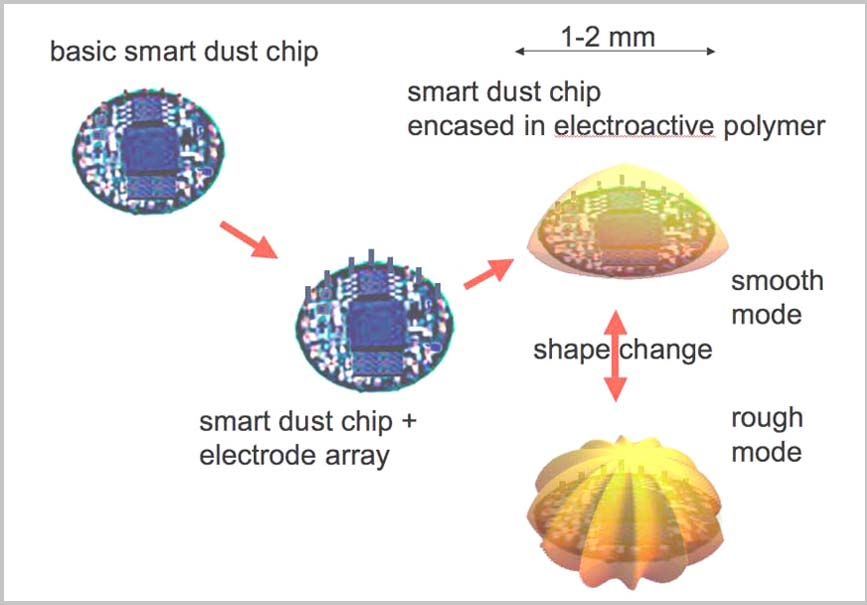 basic smart dust chip
1-2 mm
smart dust chip
encased in electroactive polymer
smooth
mode
shape change
smart dust chip +
electrode array
rough
mode